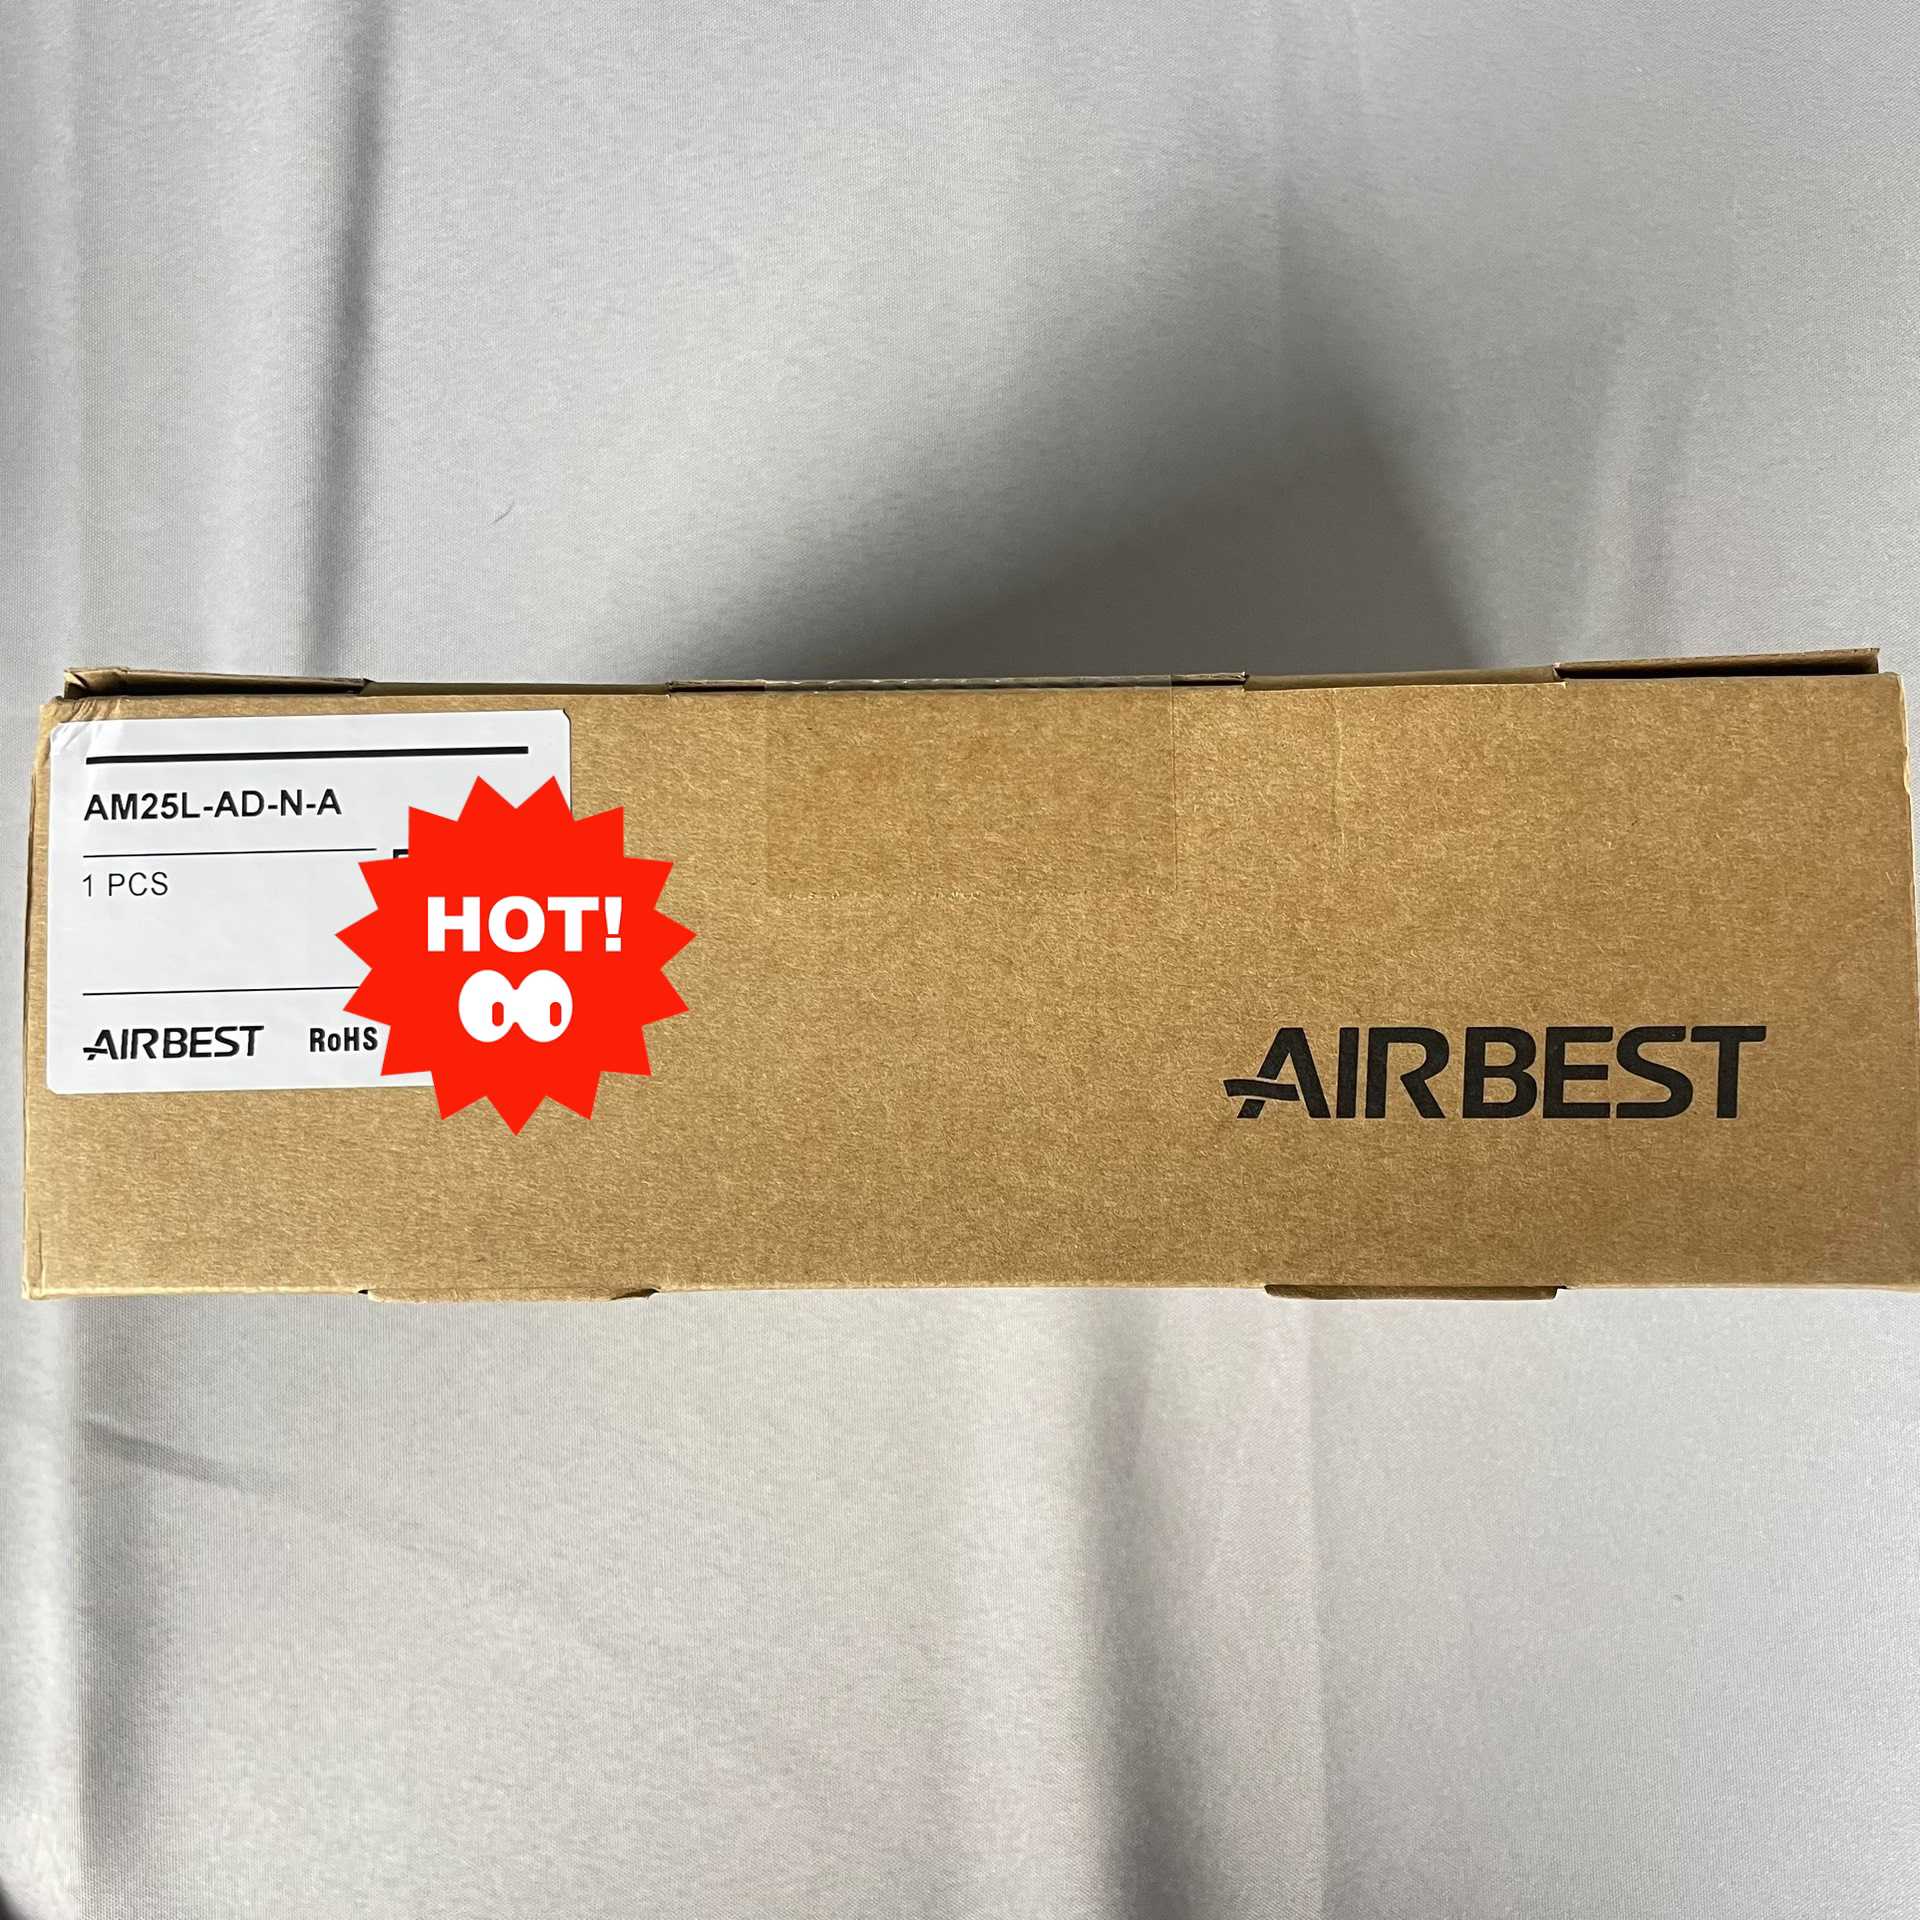 AM25L-AD-N-A
1 PCS
HOT!
AIRBEST RoHS
AIRBEST